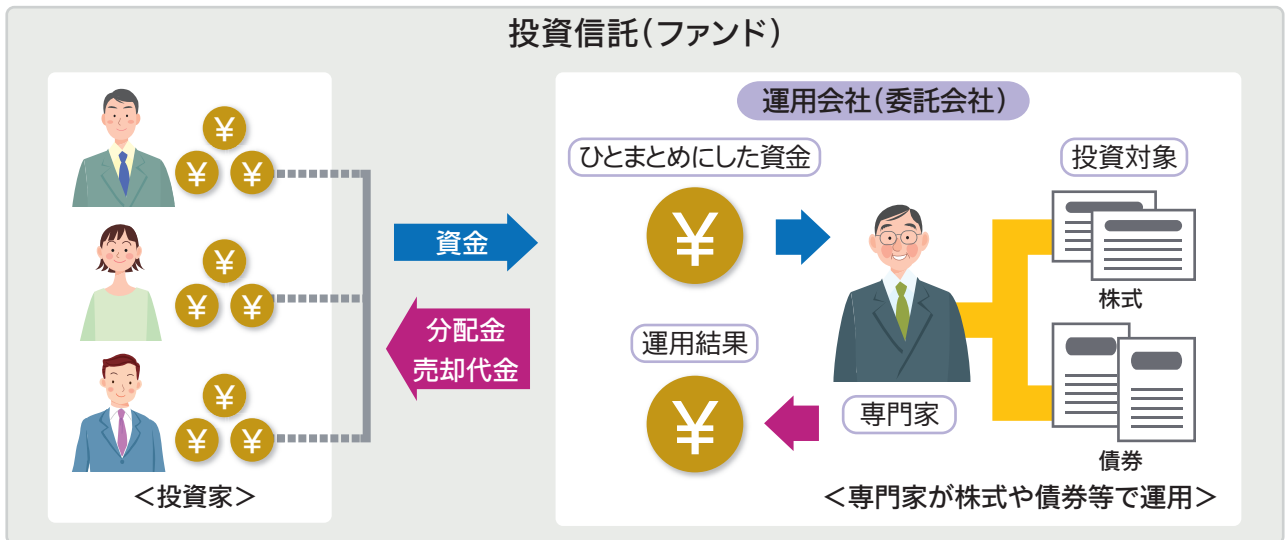 投資信託（ファンド）
¥
¥ ¥
¥
¥ ¥
¥
¥ ¥
＜投資家＞
資金
分配金
売却代金
運用会社（委託会社）
ひとまとめにした資金
¥
運用結果
¥
専門家
投資対象
株式
債券
＜専門家が株式や債券等で運用＞